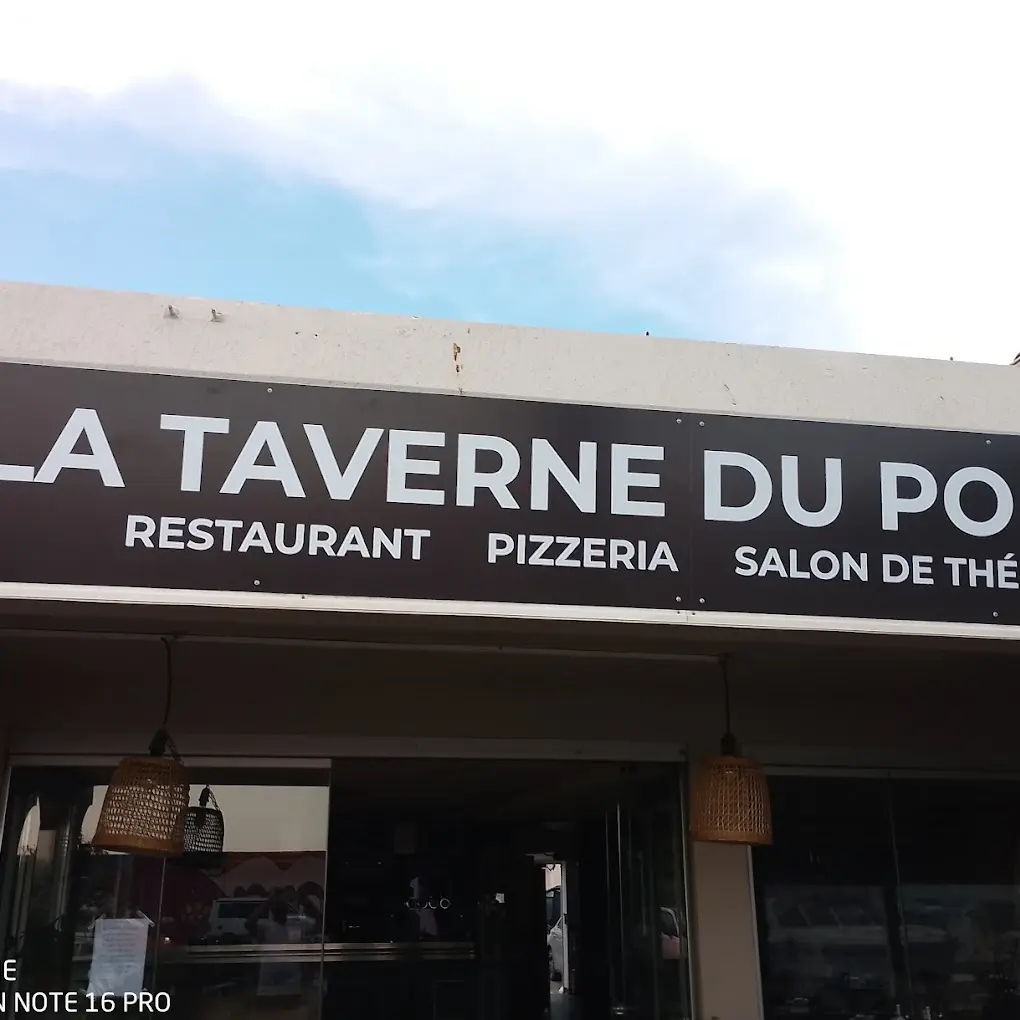 LA TAVERNE DU PO
RESTAURANT PIZZERIA SALON DE THÉ
E
N NOTE 16 PRO